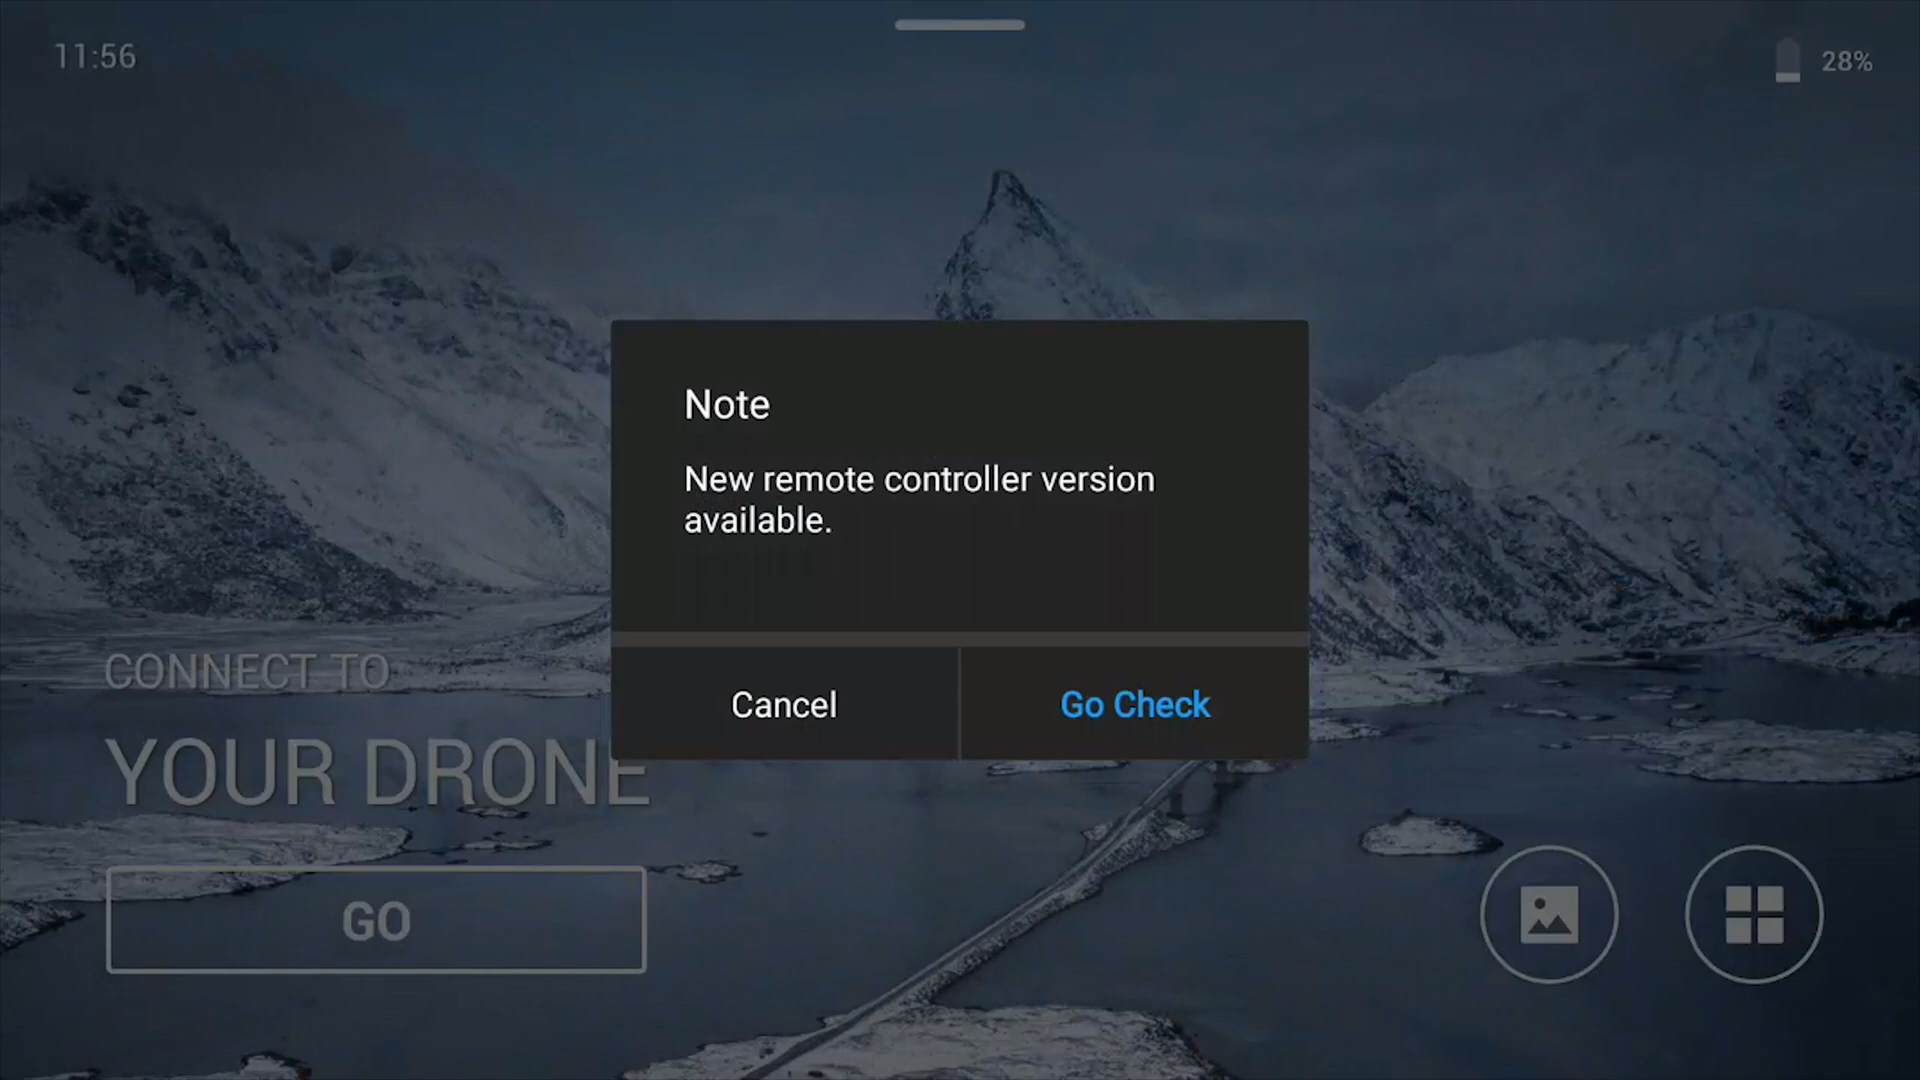 11:56
28%
Note
New remote controller version
available.
Cancel
Go Check
CONNECT TO
YOUR DRONE
GO